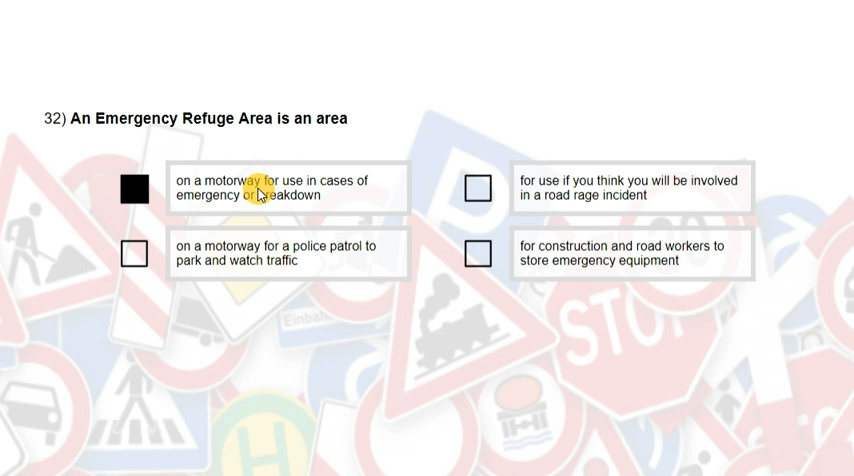 32) An Emergency Refuge Area is an area
on a motorway for use in cases of
emergency or breakdown
for use if you think you will be involved
in a road rage incident
on a motorway for a police patrol to
park and watch traffic
for construction and road workers to
store emergency equipment
P
30
Einbahn
STOP
H